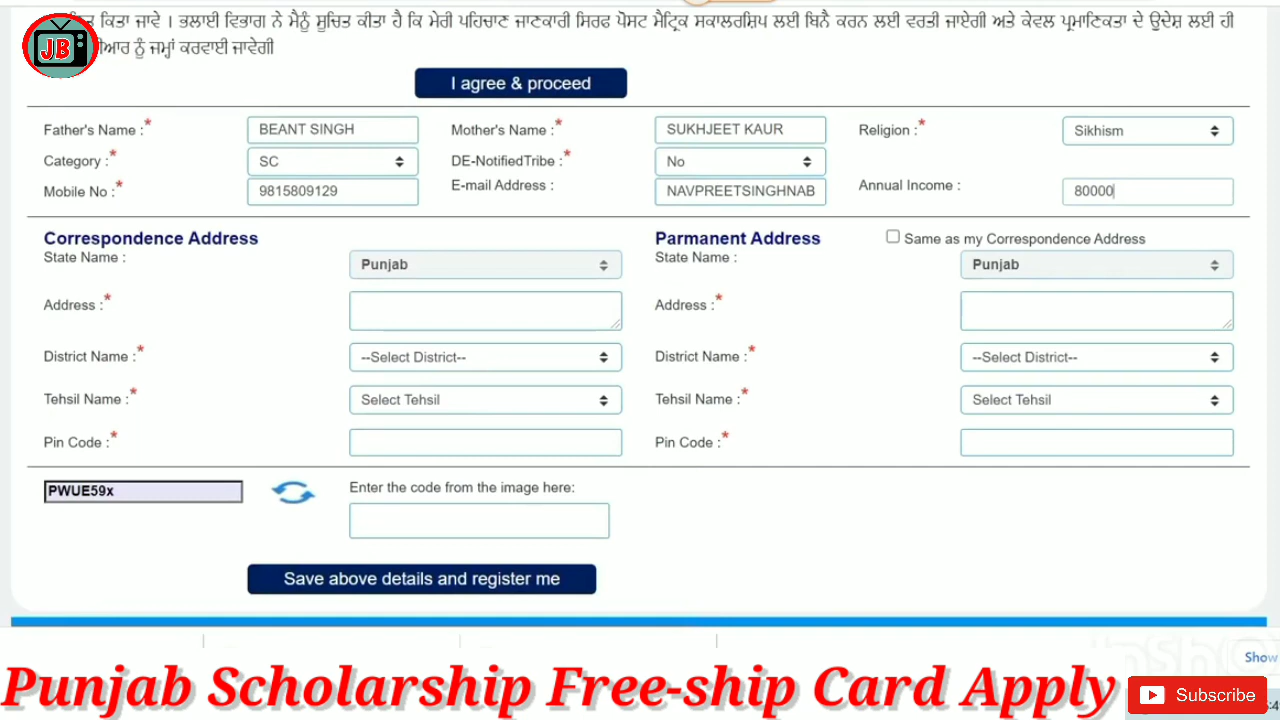 ਕਿਤਾ ਜਾਵੇ । ਭਲਾਈ ਵਿਭਾਗ ਨੇ ਮੈਨੂੰ ਸੂਚਿਤ ਕੀਤਾ ਹੈ ਕਿ ਮੇਰੀ ਪਹਿਚਾਣ ਜਾਣਕਾਰੀ ਸਿਰਫ ਪੋਸਟ ਮੈਟ੍ਰਿਕ ਸਕਾਲਰਸ਼ਿਪ ਲਈ ਬਿਨੈ ਕਰਨ ਲਈ ਵਰਤੀ ਜਾਏਗੀ ਅਤੇ ਕੇਵਲ ਪ੍ਰਮਾਣਿਕਤਾ ਦੇ ਉਦੇਸ਼ ਲਈ ਹੀ
ਨੂੰ ਜਮ੍ਹਾਂ ਕਰਵਾਈ ਜਾਵੇਗੀ
JB
I agree & proceed
Father's Name :* BEANT SINGH Mother's Name :* SUKHJEET KAUR Religion :* Sikhism
Category :* SC DE-NotifiedTribe :* No
Mobile No :* 9815809129 E-mail Address : NAVPREETSINGHNAB Annual Income : 80000
Correspondence Address Parmanent Address Same as my Correspondence Address
State Name : Punjab State Name : Punjab
Address :* Address :*
District Name :* --Select District-- District Name :* --Select District--
Tehsil Name :* Select Tehsil Tehsil Name :* Select Tehsil
Pin Code :* Pin Code :*
PWUE59x Enter the code from the image here:
Save above details and register me
Show
Punjab Scholarship Free-ship Card Apply
Subscribe